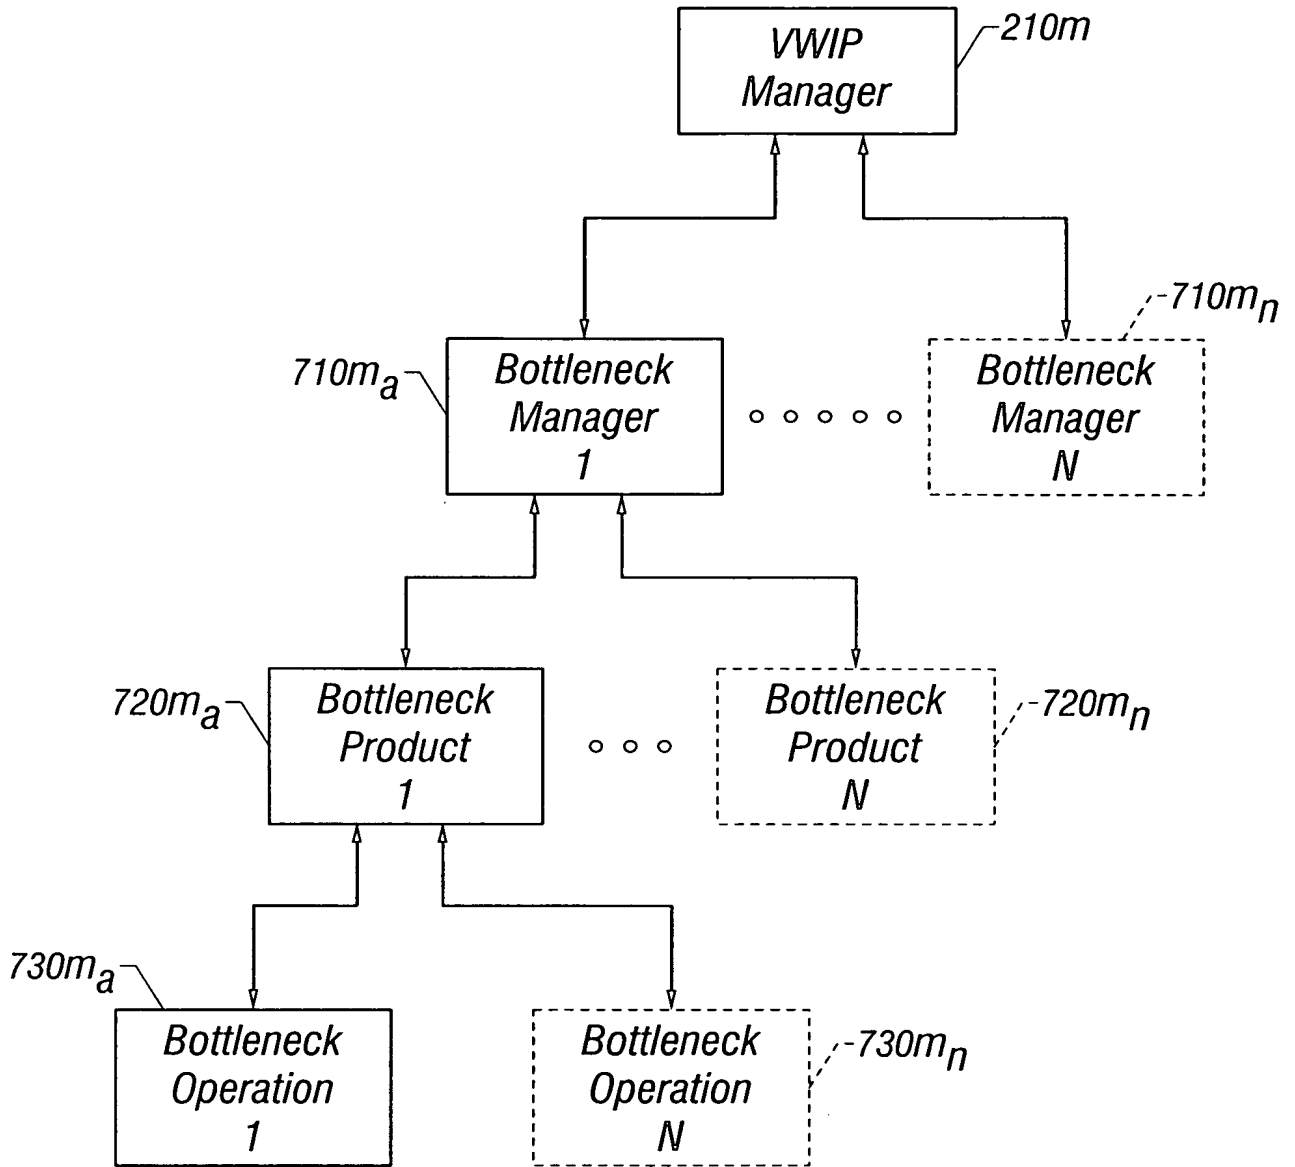 VWIP
Manager
210m
710mn
710ma
Bottleneck
Manager
1
Bottleneck
Manager
N
720ma
Bottleneck
Product
1
Bottleneck
Product
N
720mn
730ma
Bottleneck
Operation
1
Bottleneck
Operation
N
730mn